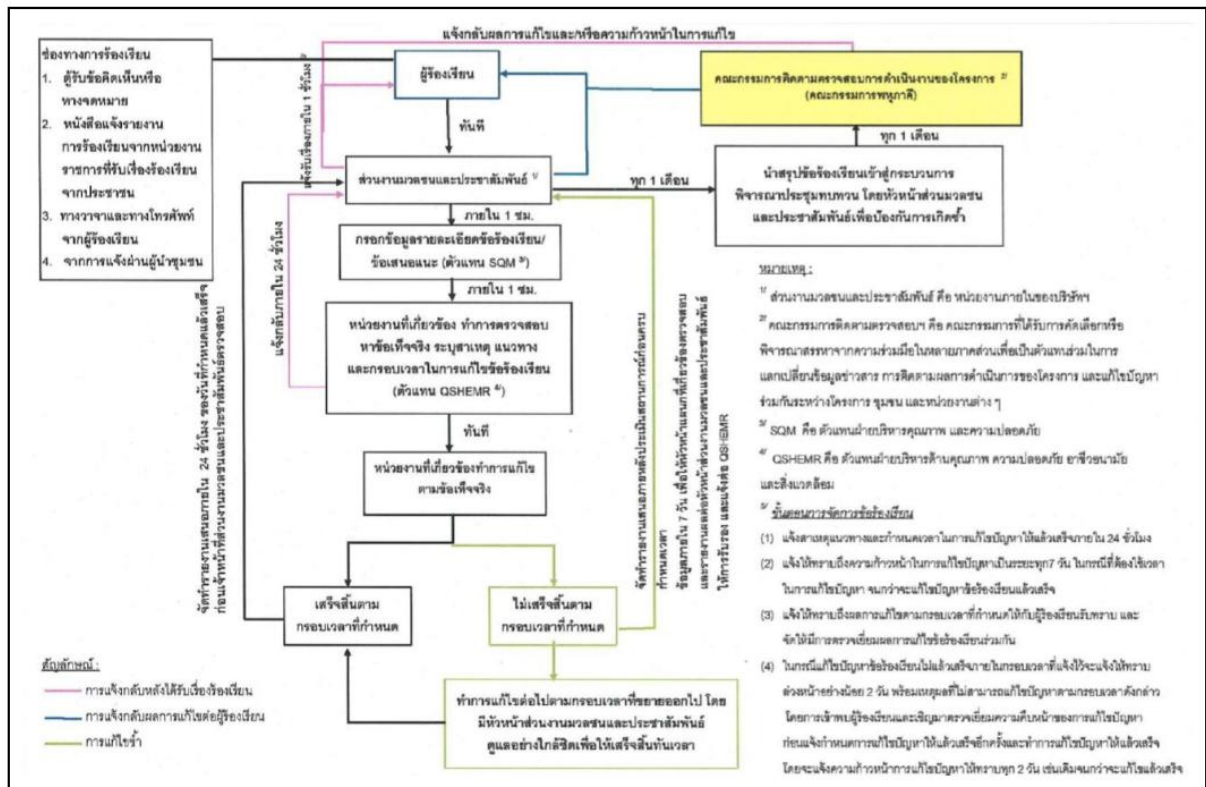 แจ้งกลับผลการแก้ไขและ/หรือความก้าวหน้าในการแก้ไข
ช่องทางการร้องเรียน
1. ตู้รับข้อคิดเห็นหรือ
ทางจดหมาย
2. หนังสือแจ้งรายงาน
การร้องเรียนจากหน่วยงาน
ราชการที่รับเรื่องร้องเรียน
จากประชาชน
3. ทางวาจาและทางโทรศัพท์
จากผู้ร้องเรียน
4. จากการแจ้งผ่านผู้นำชุมชน
ผู้ร้องเรียน
คณะกรรมการติดตามตรวจสอบการดำเนินงานของโครงการ 2/
(คณะกรรมการพหุภาคี)
แจ้งรับเรื่องภายใน 1 ชั่วโมง
ทันที
ทุก 1 เดือน
ส่วนงานมวลชนและประชาสัมพันธ์ 1/
ทุก 1 เดือน
นำสรุปข้อร้องเรียนเข้าสู่กระบวนการ
พิจารณาประชุมทบทวน โดยหัวหน้าส่วนมวลชน
และประชาสัมพันธ์เพื่อป้องกันการเกิดซ้ำ
ภายใน 1 ชม.
กรอกข้อมูลรายละเอียดข้อร้องเรียน/
ข้อเสนอแนะ (ตัวแทน SQM 3/)
ภายใน 1 ชม.
แจ้งกลับภายใน 24 ชั่วโมง
หน่วยงานที่เกี่ยวข้อง ทำการตรวจสอบ
หาข้อเท็จจริง ระบุสาเหตุ แนวทาง
และกรอบเวลาในการแก้ไขข้อร้องเรียน
(ตัวแทน QSHEMR 4/)
ทันที
หน่วยงานที่เกี่ยวข้องทำการแก้ไข
ตามข้อเท็จจริง
จัดทำรายงานเสนอภายใน 24 ชั่วโมง ของวันที่กำหนดแล้วเสร็จ
ก่อนเจ้าหน้าที่ส่วนงานมวลชนและประชาสัมพันธ์ตรวจสอบ
จัดทำรายงานเสนอภายหลังประเมินสถานการณ์ก่อนครบ
กำหนดเวลา
ข้อมูลภายใน 7 วัน เพื่อให้หัวหน้าแผนกที่เกี่ยวข้องตรวจสอบ
และรายงานผลต่อหัวหน้าส่วนงานมวลชนและประชาสัมพันธ์
ให้การรับรอง และแจ้งต่อ QSHEMR
เสร็จสิ้นตาม
กรอบเวลาที่กำหนด
ไม่เสร็จสิ้นตาม
กรอบเวลาที่กำหนด
ทำการแก้ไขต่อไปตามกรอบเวลาที่ขยายออกไป โดย
มีหัวหน้าส่วนงานมวลชนและประชาสัมพันธ์
ดูแลอย่างใกล้ชิดเพื่อให้เสร็จสิ้นทันเวลา
สัญลักษณ์ :
การแจ้งกลับหลังได้รับเรื่องร้องเรียน
การแจ้งกลับผลการแก้ไขต่อผู้ร้องเรียน
การแก้ไขซ้ำ
หมายเหตุ :
1/ ส่วนงานมวลชนและประชาสัมพันธ์ คือ หน่วยงานภายในของบริษัทฯ
2/ คณะกรรมการติดตามตรวจสอบฯ คือ คณะกรรมการที่ได้รับการคัดเลือกหรือ
พิจารณาสรรหาจากความร่วมมือในหลายภาคส่วนเพื่อเป็นตัวแทนร่วมในการ
แลกเปลี่ยนข้อมูลข่าวสาร การติดตามผลการดำเนินการของโครงการ และแก้ไขปัญหา
ร่วมกันระหว่างโครงการ ชุมชน และหน่วยงานต่าง ๆ
3/ SQM คือ ตัวแทนฝ่ายบริหารคุณภาพ และความปลอดภัย
4/ QSHEMR คือ ตัวแทนฝ่ายบริหารด้านคุณภาพ ความปลอดภัย อาชีวอนามัย
และสิ่งแวดล้อม
5/ ขั้นตอนการจัดการข้อร้องเรียน
(1) แจ้งสาเหตุแนวทางและกำหนดเวลาในการแก้ไขปัญหาให้แล้วเสร็จภายใน 24 ชั่วโมง
(2) แจ้งให้ทราบถึงความก้าวหน้าในการแก้ไขปัญหาเป็นระยะทุก7 วัน ในกรณีที่ต้องใช้เวลา
ในการแก้ไขปัญหา จนกว่าจะแก้ไขปัญหาข้อร้องเรียนแล้วเสร็จ
(3) แจ้งให้ทราบถึงผลการแก้ไขตามกรอบเวลาที่กำหนดให้กับผู้ร้องเรียนรับทราบ และ
จัดให้มีการตรวจเยี่ยมผลการแก้ไขข้อร้องเรียนร่วมกัน
(4) ในกรณีแก้ไขปัญหาข้อร้องเรียนไม่แล้วเสร็จภายในกรอบเวลาที่แจ้งไว้จะแจ้งให้ทราบ
ล่วงหน้าอย่างน้อย 2 วัน พร้อมเหตุผลที่ไม่สามารถแก้ไขปัญหาตามกรอบเวลาดังกล่าว
โดยการเข้าพบผู้ร้องเรียนและเชิญมาตรวจเยี่ยมความคืบหน้าของการแก้ไขปัญหา
ก่อนแจ้งกำหนดการแก้ไขปัญหาให้แล้วเสร็จอีกครั้งและทำการแก้ไขปัญหาให้แล้วเสร็จ
โดยจะแจ้งความก้าวหน้าการแก้ไขปัญหาให้ทราบทุก 2 วัน เช่นเดิมจนกว่าจะแก้ไขแล้วเสร็จ